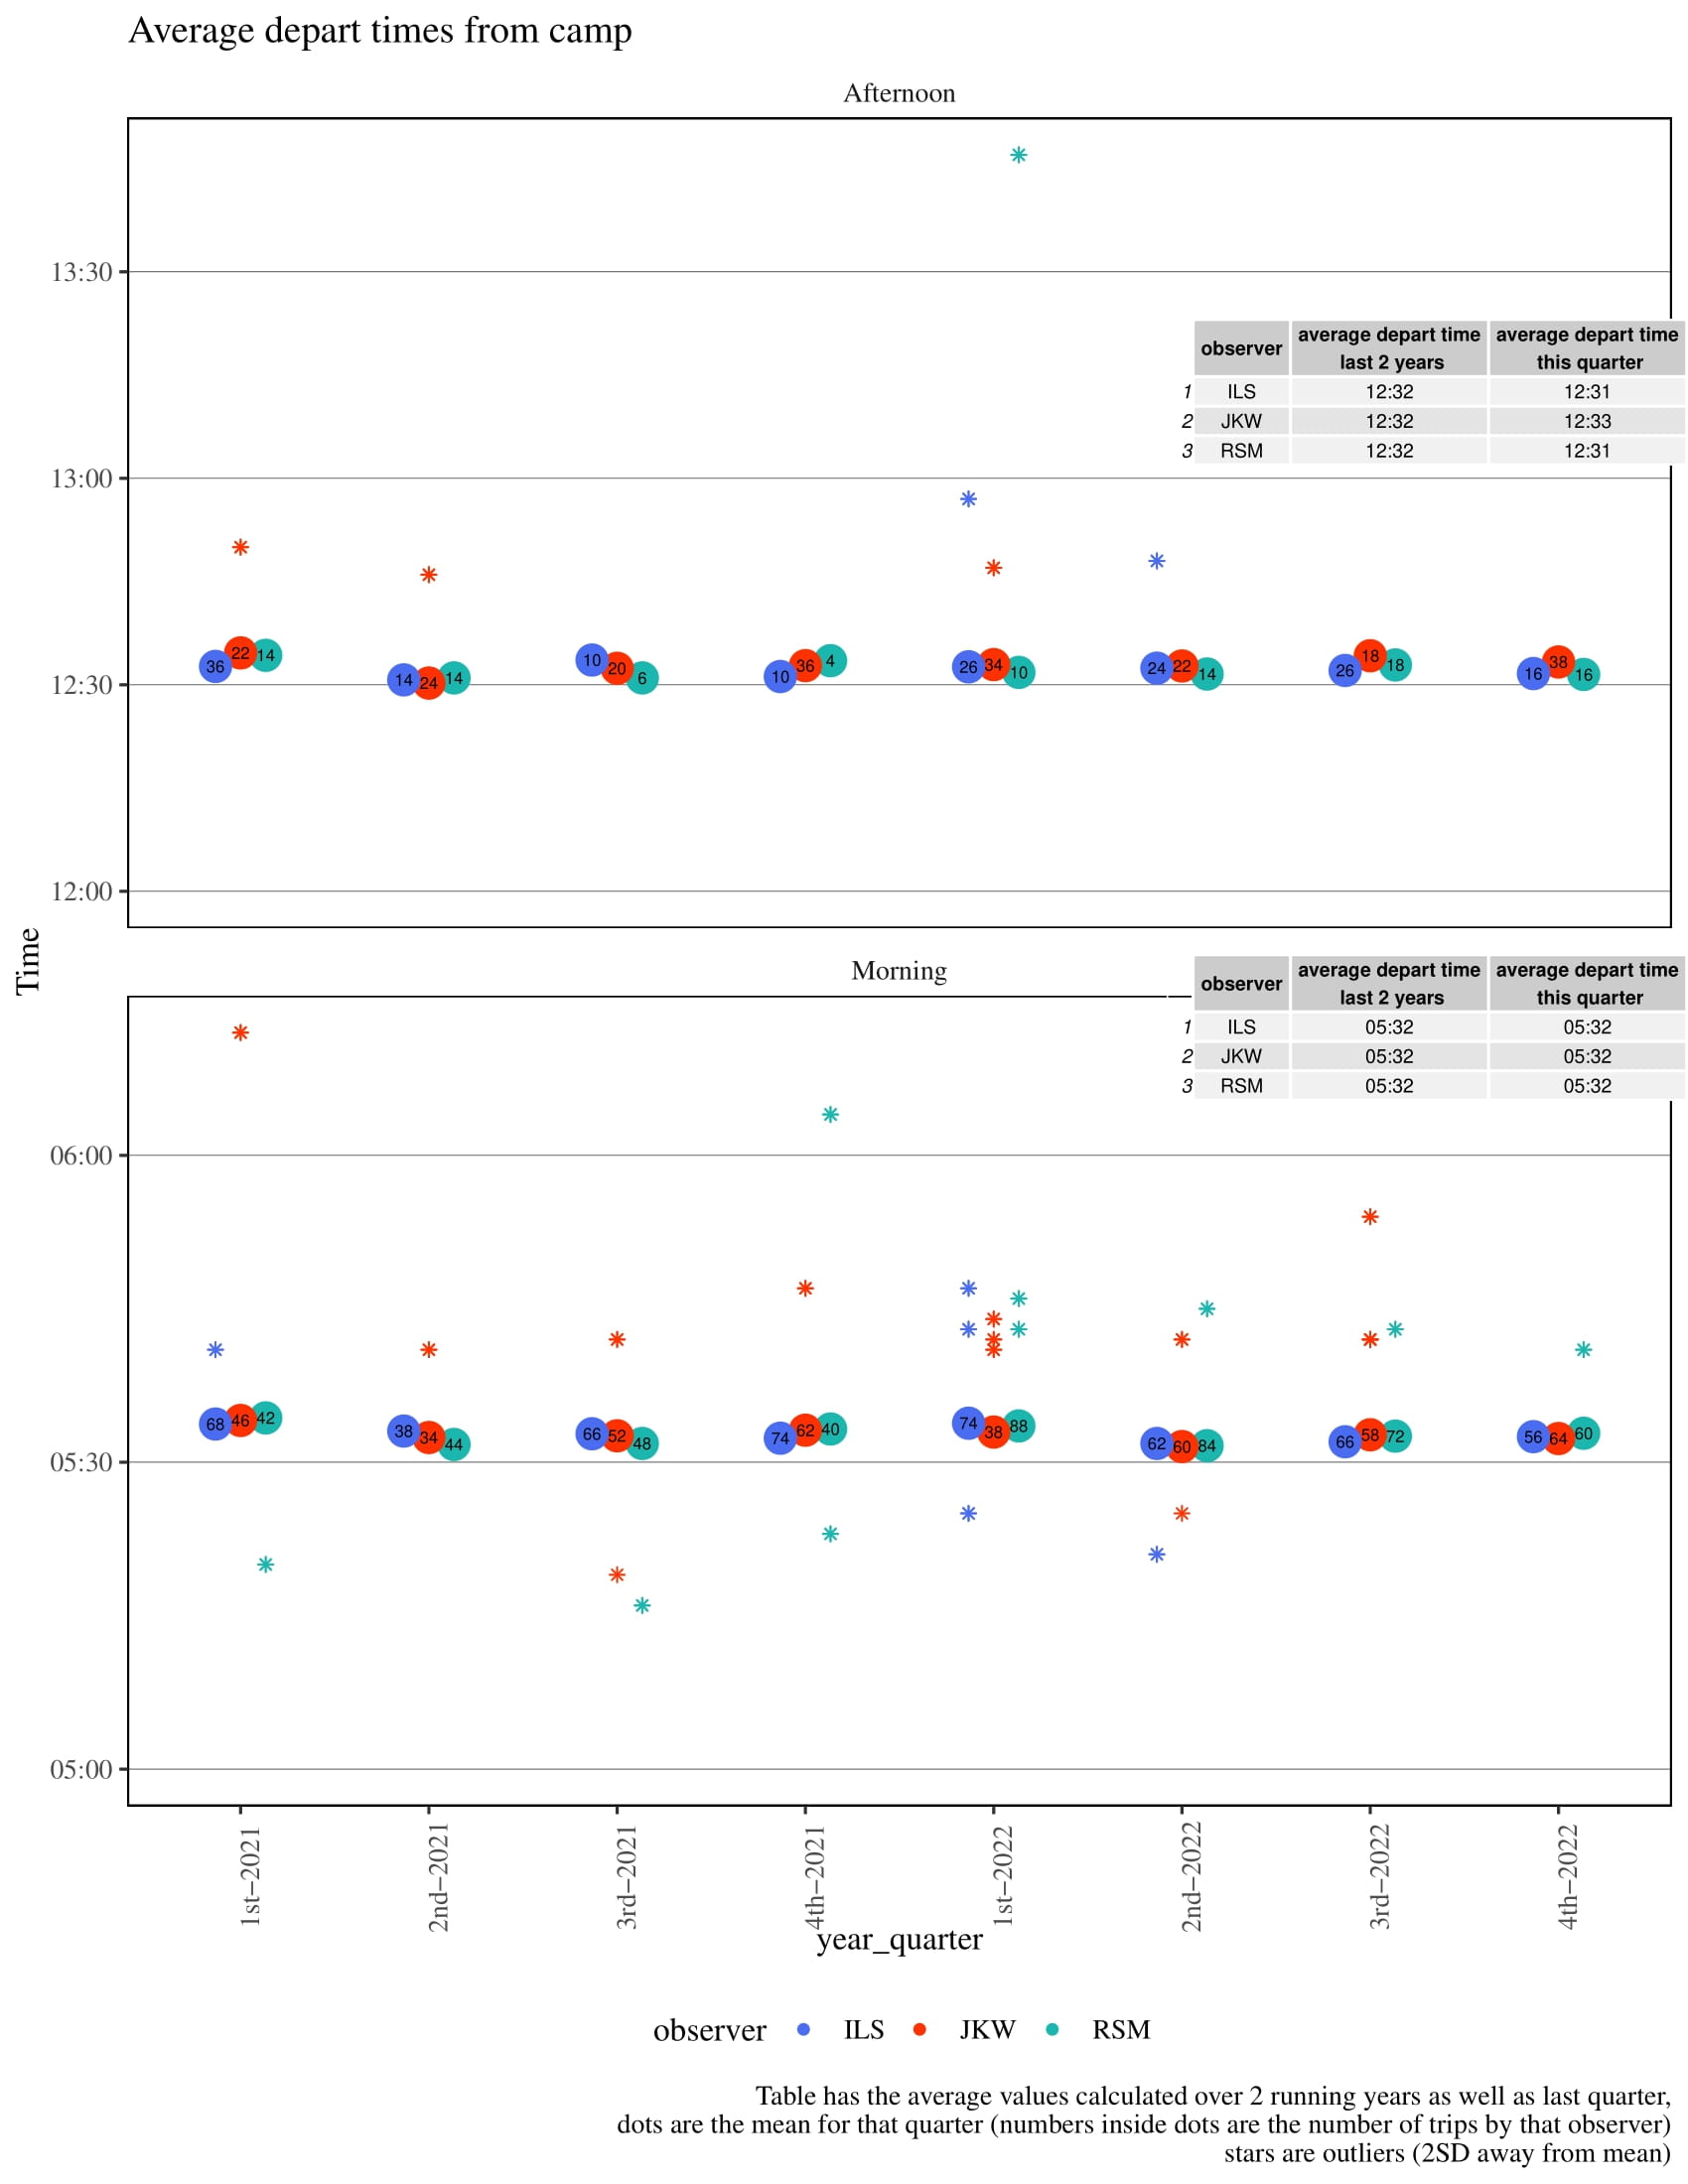 Average depart times from camp
Afternoon
13:30
13:00
12:30
12:00
observer average depart time last 2 years average depart time this quarter
1 ILS 12:32 12:31
2 JKW 12:32 12:33
3 RSM 12:32 12:31
36 22 14
14 24 14
10 20 6
10 36 4
26 34 10
24 22 14
26 18 18
16 38 16
Time
Morning
observer average depart time last 2 years average depart time this quarter
1 ILS 05:32 05:32
2 JKW 05:32 05:32
3 RSM 05:32 05:32
06:00
05:30
05:00
68 46 42
38 34 44
66 52 48
74 62 40
74 38 88
62 60 84
66 58 72
56 64 60
1st−2021
2nd−2021
3rd−2021
4th−2021
1st−2022
2nd−2022
3rd−2022
4th−2022
year_quarter
observer ILS JKW RSM
Table has the average values calculated over 2 running years as well as last quarter,
dots are the mean for that quarter (numbers inside dots are the number of trips by that observer)
stars are outliers (2SD away from mean)